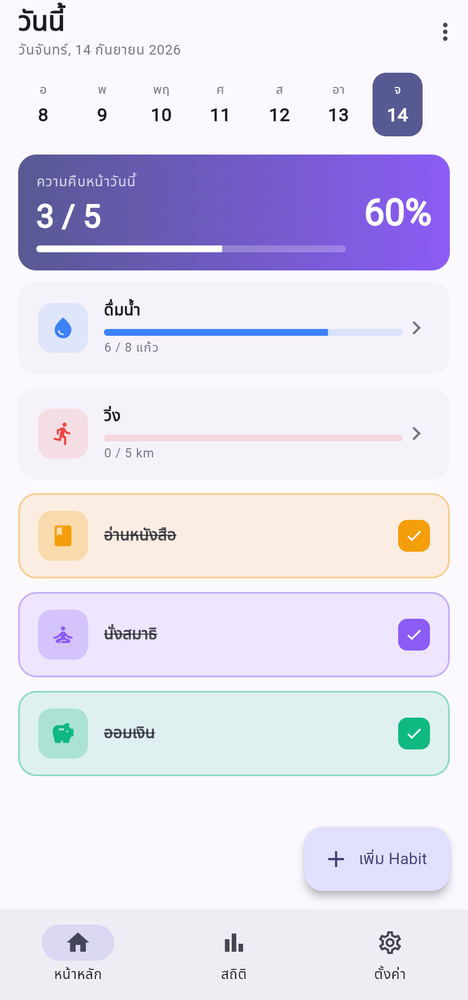 วันนี้
วันจันทร์, 14 กันยายน 2026
อ พ พฤ ศ ส อา จ
8 9 10 11 12 13 14
ความคืบหน้าวันนี้
3 / 5
60%
ดื่มน้ำ
6 / 8 แก้ว
วิ่ง
0 / 5 km
อ่านหนังสือ
นั่งสมาธิ
ออมเงิน
เพิ่ม Habit
หน้าหลัก สถิติ ตั้งค่า